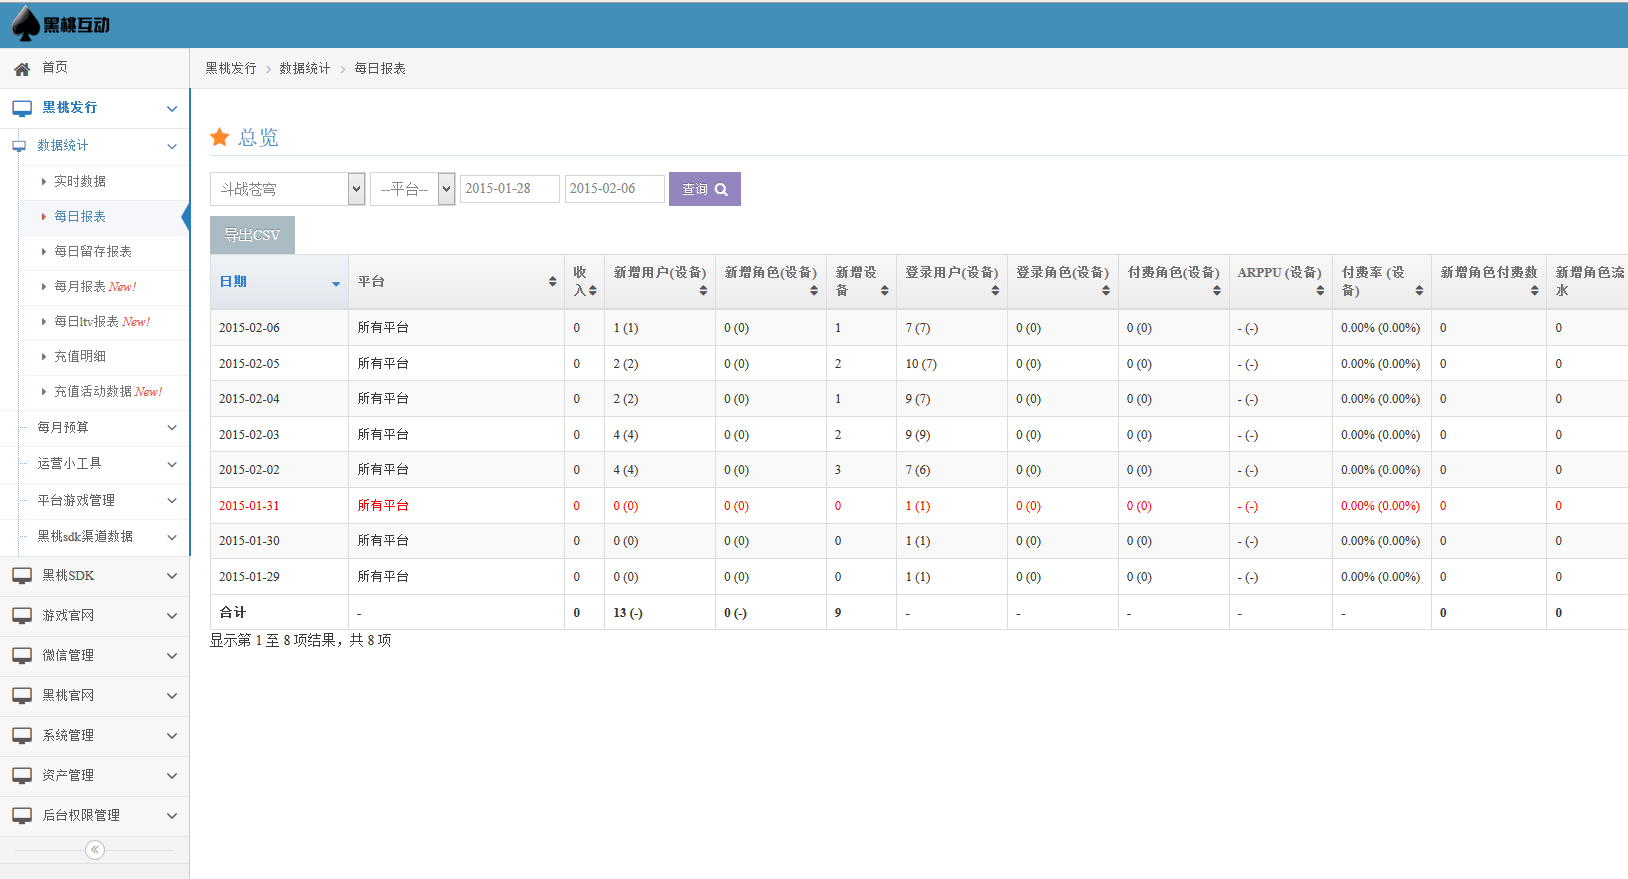 黑桃互动
首页
黑桃发行 数据统计 每日报表
黑桃发行
数据统计
实时数据
每日报表
每日留存报表
每月报表 New!
每日ltv报表 New!
充值明细
充值活动数据 New!
每月预算
运营小工具
平台游戏管理
黑桃sdk渠道数据
黑桃SDK
游戏官网
微信管理
黑桃官网
系统管理
资产管理
后台权限管理
总览
斗战苍穹 --平台-- 2015-01-28 2015-02-06 查询
导出CSV
日期 平台 收入 新增用户(设备) 新增角色(设备) 新增设备 登录用户(设备) 登录角色(设备) 付费角色(设备) ARPPU (设备) 付费率 (设备) 新增角色付费数 新增角色流水
2015-02-06 所有平台 0 1 (1) 0 (0) 1 7 (7) 0 (0) 0 (0) - (-) 0.00% (0.00%) 0 0
2015-02-05 所有平台 0 2 (2) 0 (0) 2 10 (7) 0 (0) 0 (0) - (-) 0.00% (0.00%) 0 0
2015-02-04 所有平台 0 2 (2) 0 (0) 1 9 (7) 0 (0) 0 (0) - (-) 0.00% (0.00%) 0 0
2015-02-03 所有平台 0 4 (4) 0 (0) 2 9 (9) 0 (0) 0 (0) - (-) 0.00% (0.00%) 0 0
2015-02-02 所有平台 0 4 (4) 0 (0) 3 7 (6) 0 (0) 0 (0) - (-) 0.00% (0.00%) 0 0
2015-01-31 所有平台 0 0 (0) 0 (0) 0 1 (1) 0 (0) 0 (0) - (-) 0.00% (0.00%) 0 0
2015-01-30 所有平台 0 0 (0) 0 (0) 0 1 (1) 0 (0) 0 (0) - (-) 0.00% (0.00%) 0 0
2015-01-29 所有平台 0 0 (0) 0 (0) 0 1 (1) 0 (0) 0 (0) - (-) 0.00% (0.00%) 0 0
合计 - 0 13 (-) 0 (-) 9 - - - - - 0 0
显示第 1 至 8 项结果，共 8 项